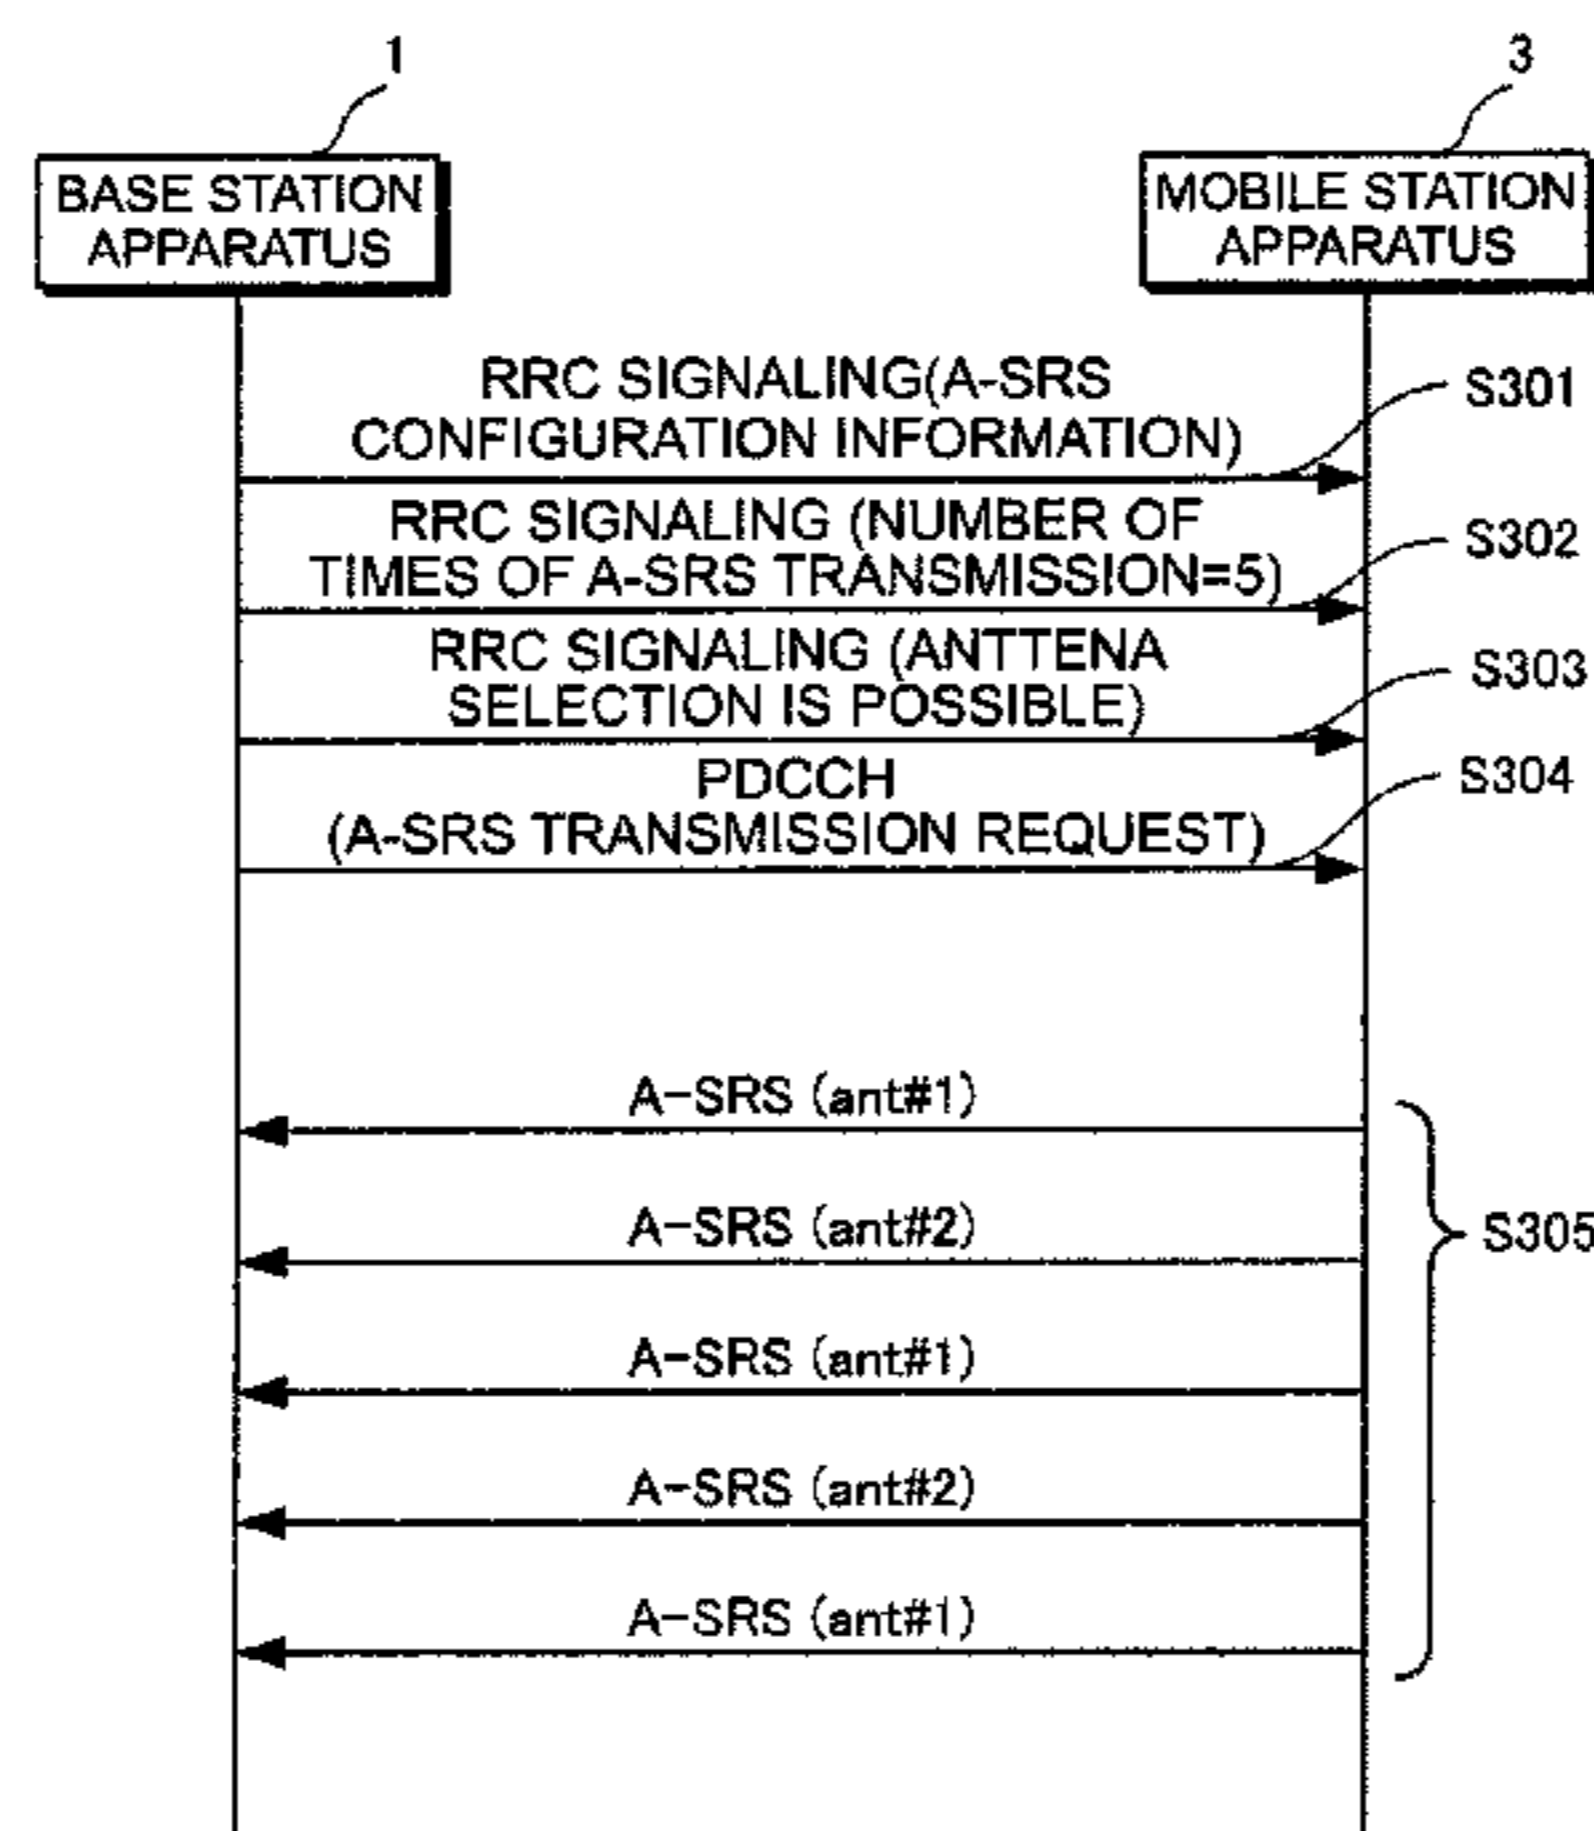 1
3
BASE STATION
APPARATUS
MOBILE STATION
APPARATUS
RRC SIGNALING(A-SRS
CONFIGURATION INFORMATION)
S301
RRC SIGNALING (NUMBER OF
TIMES OF A-SRS TRANSMISSION=5)
S302
RRC SIGNALING (ANTTENA
SELECTION IS POSSIBLE)
S303
PDCCH
(A-SRS TRANSMISSION REQUEST)
S304
A-SRS (ant#1)
A-SRS (ant#2)
S305
A-SRS (ant#1)
A-SRS (ant#2)
A-SRS (ant#1)